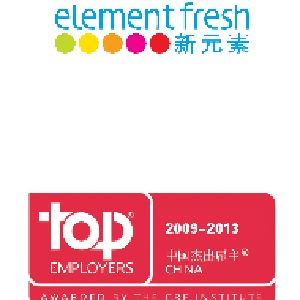 element fresh
新元素
top®
EMPLOYERS
2009-2013
中国杰出雇主®
CHINA
AWARDED BY THE CRF INSTITUTE